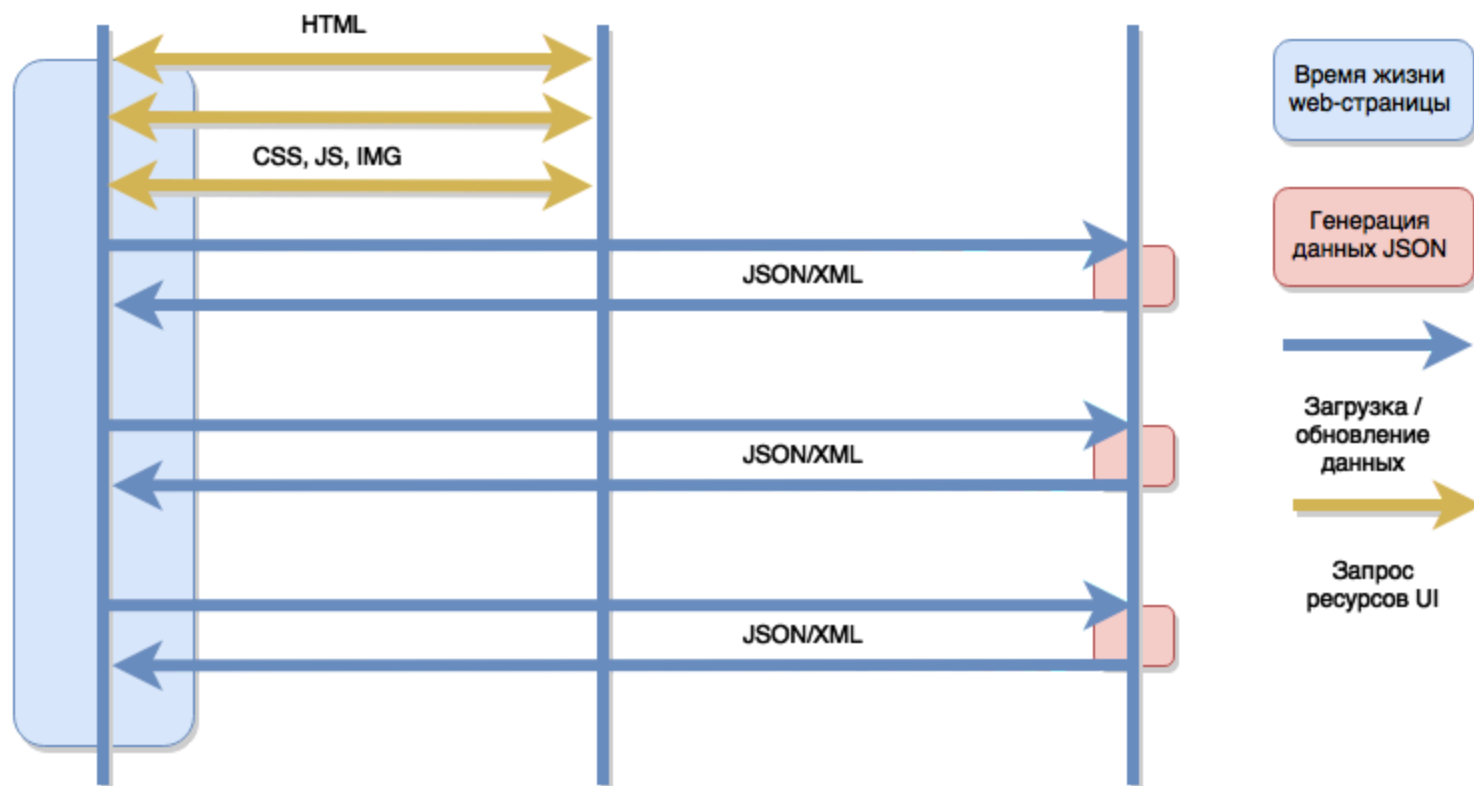 HTML
CSS, JS, IMG
JSON/XML
JSON/XML
JSON/XML
Время жизни
web-страницы
Генерация
данных JSON
Загрузка /
обновление
данных
Запрос
ресурсов UI